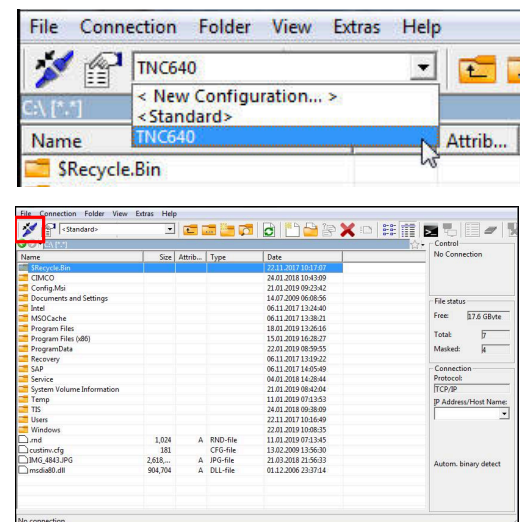 File Connection Folder View Extras Help
TNC640
C:\ [*.*]
< New Configuration... >
<Standard>
Name TNC640 Attrib...
$Recycle.Bin
File Connection Folder View Extras Help
<Standard>
C:\ [*.*] Control
Name Size Attrib... Type Date No Connection
$Recycle.Bin 22.11.2017 10:17:07
CIMCO 24.01.2018 10:43:09
Config.Msi 21.01.2019 09:23:42
Documents and Settings 14.07.2009 06:08:56 File status
Intel 06.11.2017 13:24:40 Free: 17.6 GByte
MSOCache 06.11.2017 13:38:21
Program Files 18.01.2019 13:26:16 Total: 7
Program Files (x86) 15.01.2019 16:28:27
ProgramData 22.01.2019 08:59:55 Masked: 4
Recovery 06.11.2017 13:19:22
SAP 06.11.2017 14:05:49 Connection
Service 04.01.2018 14:28:44 Protocol:
System Volume Information 21.01.2019 08:42:04 TCP/IP
Temp 11.01.2019 07:13:53 IP Address/Host Name:
TIS 24.01.2018 09:38:09
Users 22.11.2017 10:16:49
Windows 22.01.2019 10:08:35
.rnd 1,024 A RND-file 11.01.2019 07:13:45
custinv.cfg 181 CFG-file 13.02.2009 13:56:30
IMG_4843.JPG 2,618,... A JPG-file 21.03.2018 21:56:33 Autom. binary detect
msdia80.dll 904,704 A DLL-file 01.12.2006 23:37:14
No connection